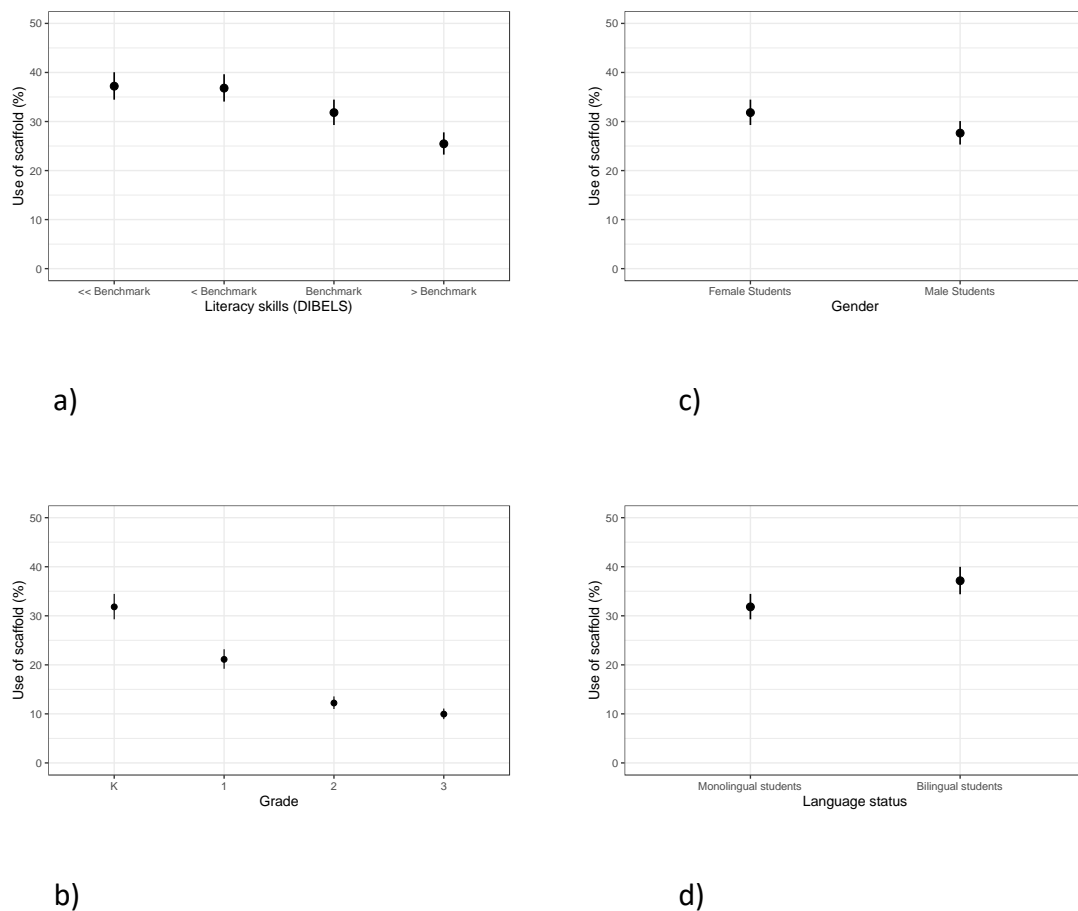 50
40
30
20
10
0
Use of scaffold (%)
<< Benchmark < Benchmark Benchmark > Benchmark
Literacy skills (DIBELS)
a)
50
40
30
20
10
0
Use of scaffold (%)
Female Students Male Students
Gender
c)
50
40
30
20
10
0
Use of scaffold (%)
K 1 2 3
Grade
b)
50
40
30
20
10
0
Use of scaffold (%)
Monolingual students Bilingual students
Language status
d)